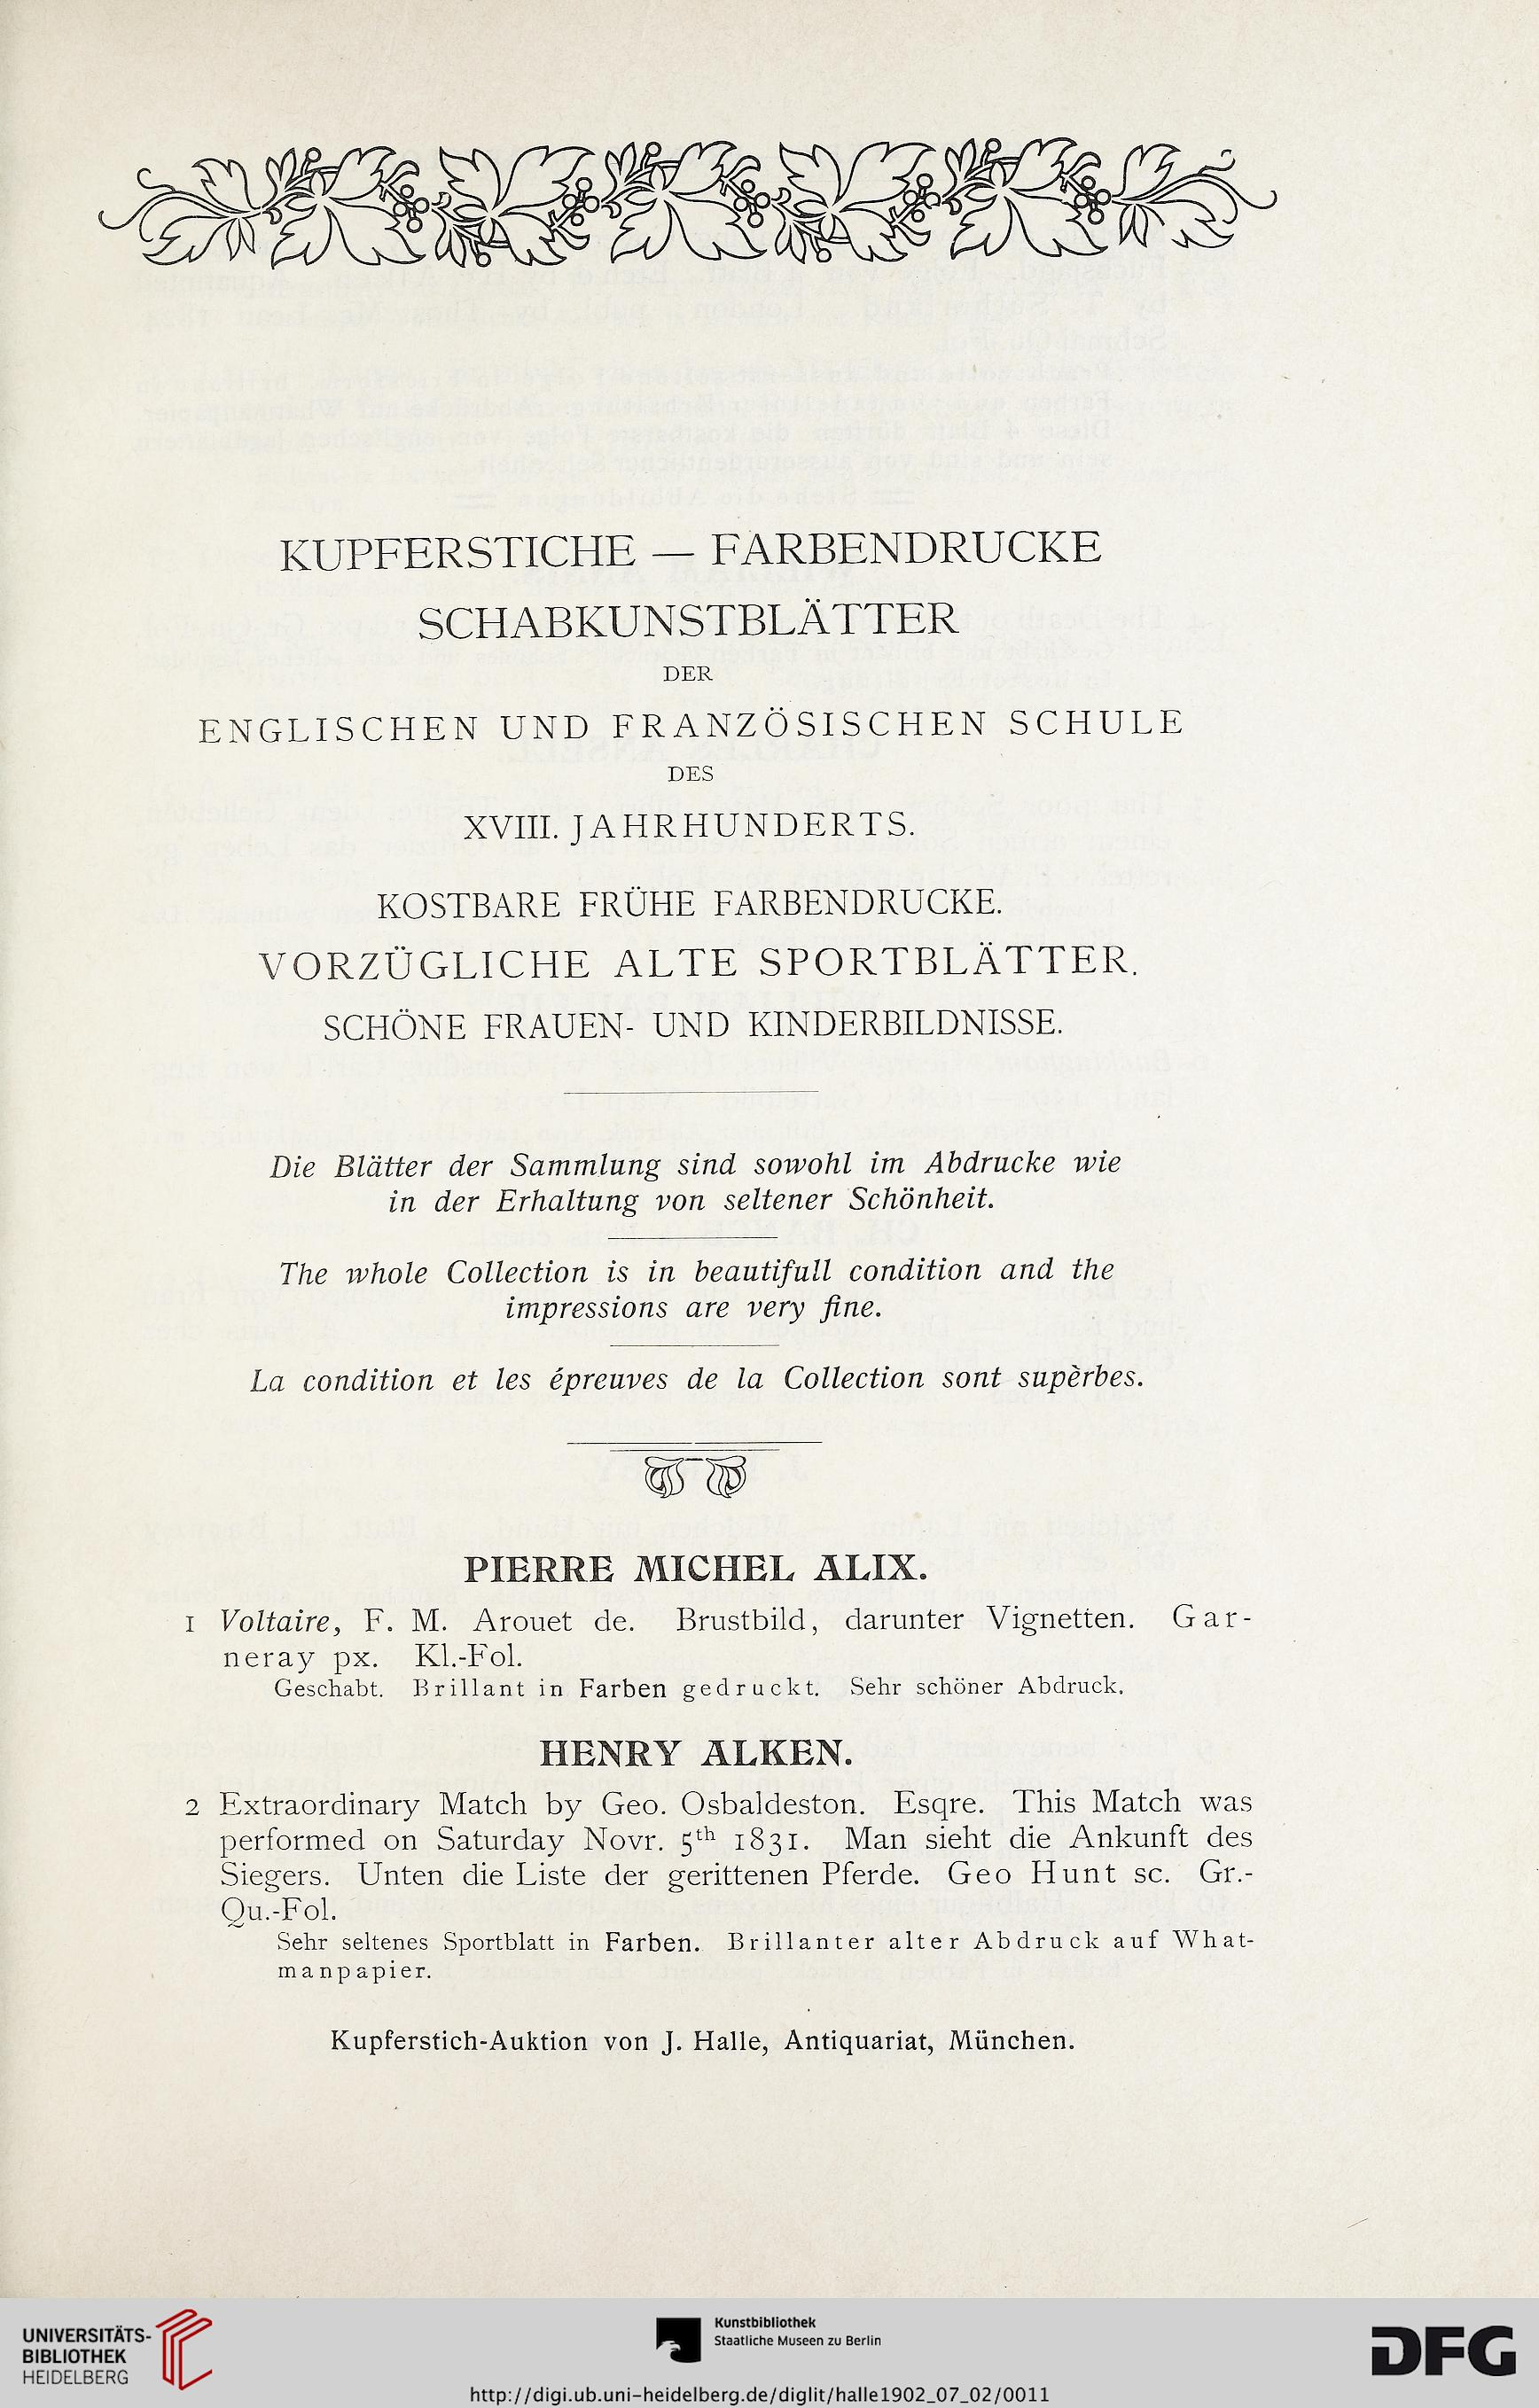 KUPFERSTICHE — FARBENDRUCKE
SCHABKUNSTBLÄTTER
DER
ENGLISCHEN UND FRANZÖSISCHEN SCHULE
DES
XVIII. JAHRHUNDERTS.
KOSTBARE FRÜHE FARBENDRUCKE.
VORZÜGLICHE ALTE SPORTBLÄTTER.
SCHÖNE FRAUEN- UND KINDERBILDNISSE.
Die Blätter der Sammlung sind sowohl im Abdrucke wie
in der Erhaltung von seltener Schönheit.
The whole Collection is in beautifull condition and the
impressions are very fine.
La condition et les épreuves de la Collection sont supèrbes.
PIERRE MICHEL ALIX.
1 Voltaire, F. M. Arouet de. Brustbild, darunter Vignetten. Gar-
neray px. Kl.-Fol.
Geschabt. Brillant in Farben gedruckt. Sehr schöner Abdruck.
HENRY ALKEN.
2 Extraordinary Match by Geo. Osbaldeston. Esqre. This Match was
performed on Saturday Novr. 5th 1831. Man sieht die Ankunft des
Siegers. Unten die Liste der gerittenen Pferde. Geo Hunt sc. Gr.-
Qu.-Fol.
Sehr seltenes Sportblatt in Farben. Brillanter alter Abdruck auf What-
manpapier.
Kupferstich-Auktion von J. Halle, Antiquariat, München.
UNIVERSITÄTS-
BIBLIOTHEK
HEIDELBERG
Kunstbibliothek
Staatliche Museen zu Berlin
DFG
http://digi.ub.uni-heidelberg.de/diglit/halle1902_07_02/0011